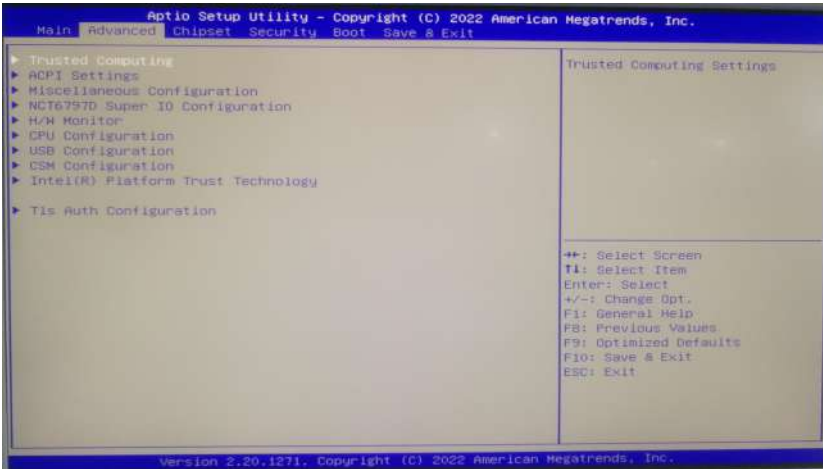 Aptio Setup Utility – Copyright (C) 2022 American Megatrends, Inc.
Main Advanced Chipset Security Boot Save & Exit
▶ Trusted Computing
▶ ACPI Settings
▶ Miscellaneous Configuration
▶ NCT6797D Super IO Configuration
▶ H/W Monitor
▶ CPU Configuration
▶ USB Configuration
▶ CSM Configuration
▶ Intel(R) Platform Trust Technology
▶ Tls Auth Configuration
Trusted Computing Settings
→←: Select Screen
↑↓: Select Item
Enter: Select
+/-: Change Opt.
F1: General Help
F8: Previous Values
F9: Optimized Defaults
F10: Save & Exit
ESC: Exit
Version 2.20.1271. Copyright (C) 2022 American Megatrends, Inc.